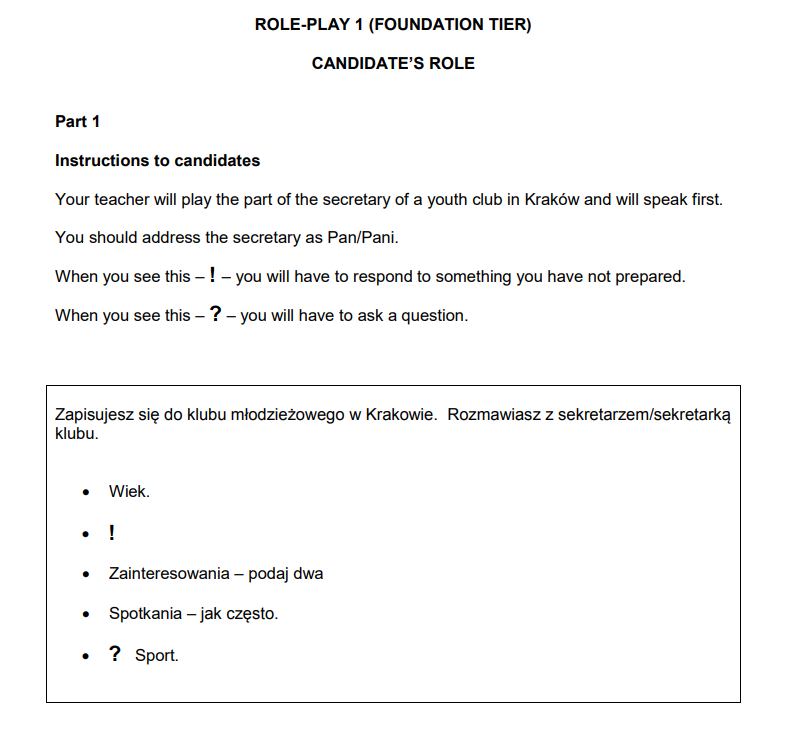 ROLE-PLAY 1 (FOUNDATION TIER)
CANDIDATE’S ROLE
Part 1
Instructions to candidates
Your teacher will play the part of the secretary of a youth club in Kraków and will speak first.
You should address the secretary as Pan/Pani.
When you see this – ! – you will have to respond to something you have not prepared.
When you see this – ? – you will have to ask a question.
Zapisujesz się do klubu młodzieżowego w Krakowie.  Rozmawiasz z sekretarzem/sekretarką
klubu.
• Wiek.
• !
• Zainteresowania – podaj dwa
• Spotkania – jak często.
• ? Sport.